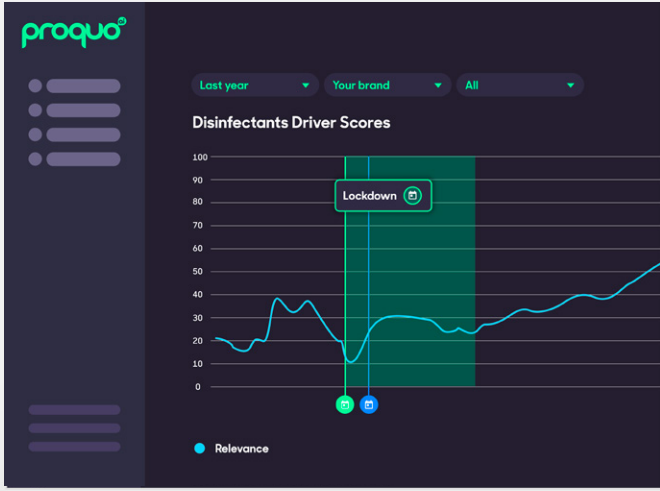 proquo ai
Last year
Your brand
All
Disinfectants Driver Scores
100
90
80
70
60
50
40
30
20
10
0
Lockdown
Relevance